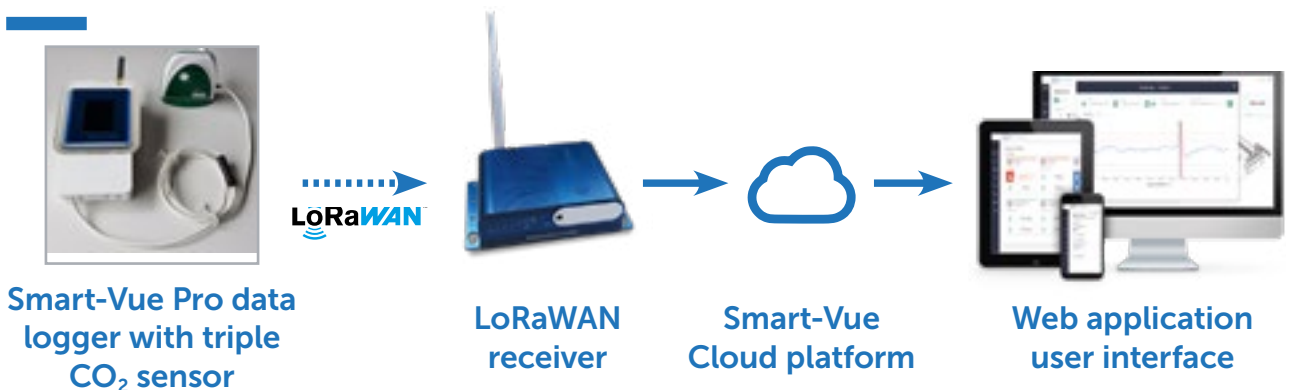 LoRaWAN
Smart-Vue Pro data
logger with triple
CO₂ sensor
LoRaWAN
receiver
Smart-Vue
Cloud platform
Web application
user interface